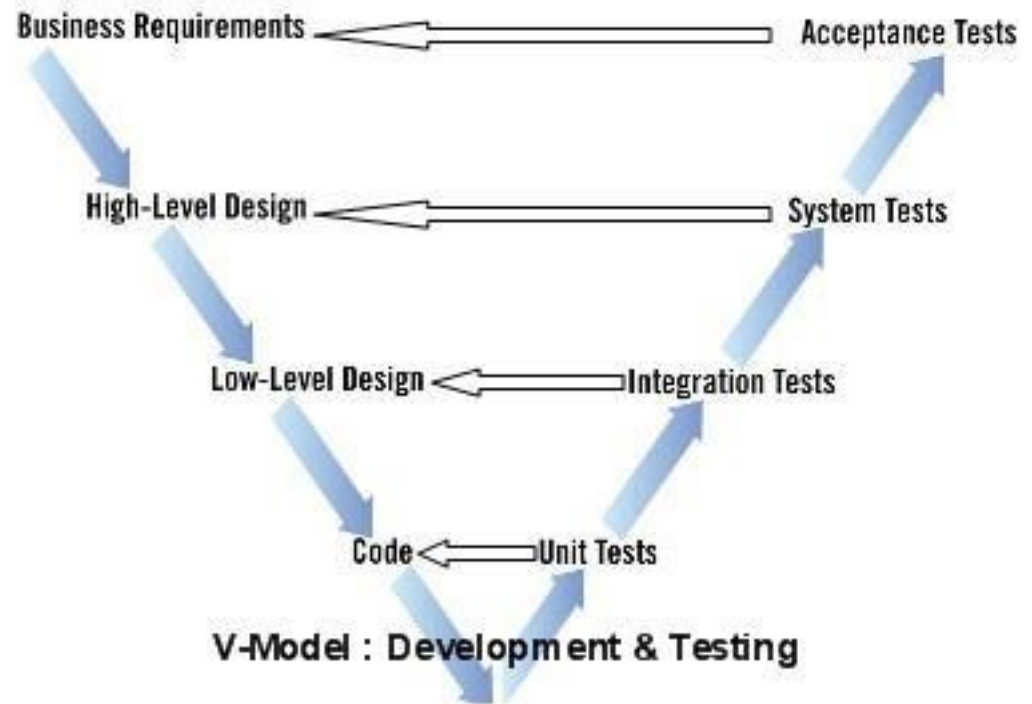 Business Requirements
Acceptance Tests
High-Level Design
System Tests
Low-Level Design
Integration Tests
Code
Unit Tests
V-Model : Development & Testing